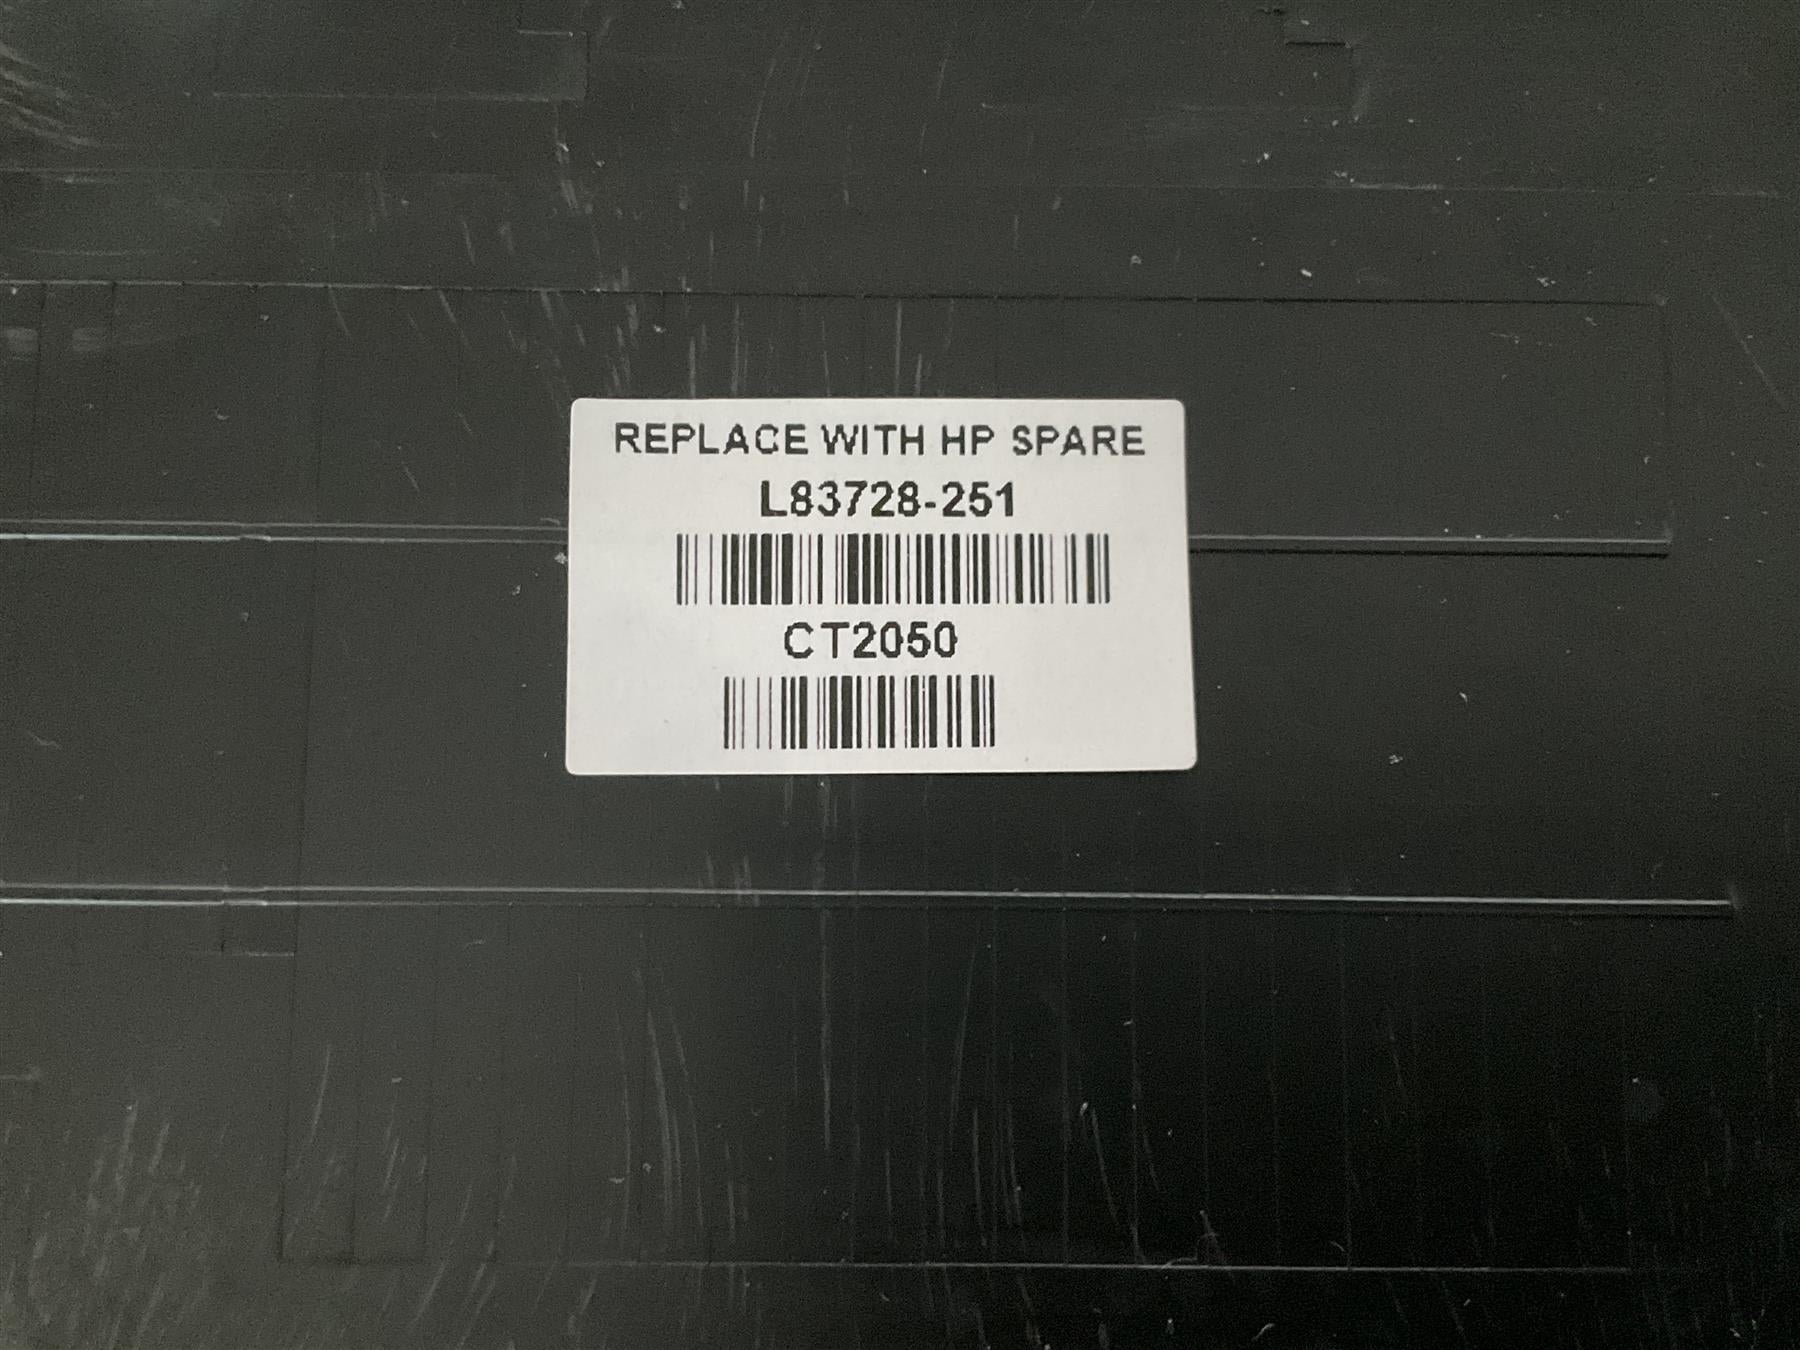 REPLACE WITH HP SPARE
L83728-251
CT2050